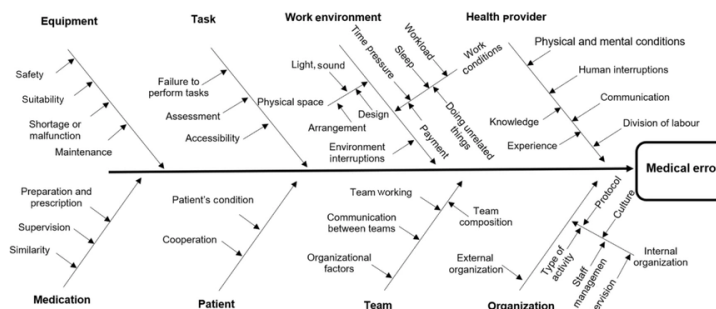 Equipment
Task
Work environment
Health provider
Safety
Suitability
Shortage or
malfunction
Maintenance
Failure to
perform tasks
Assessment
Accessibility
Light, sound
Physical space
Arrangement
Design
Environment
interruptions
Time pressure
Sleep
Workload
Work
conditions
Payment
Doing unrelated
things
Physical and mental conditions
Human interruptions
Communication
Division of labour
Knowledge
Experience
Medical erro
Preparation and
prescription
Supervision
Similarity
Medication
Patient's condition
Cooperation
Patient
Team working
Communication
between teams
Organizational
factors
Team
composition
Team
External
organization
Type of
activity
Protocol
Culture
Staff
managemen
ervision
Internal
organization
Organization